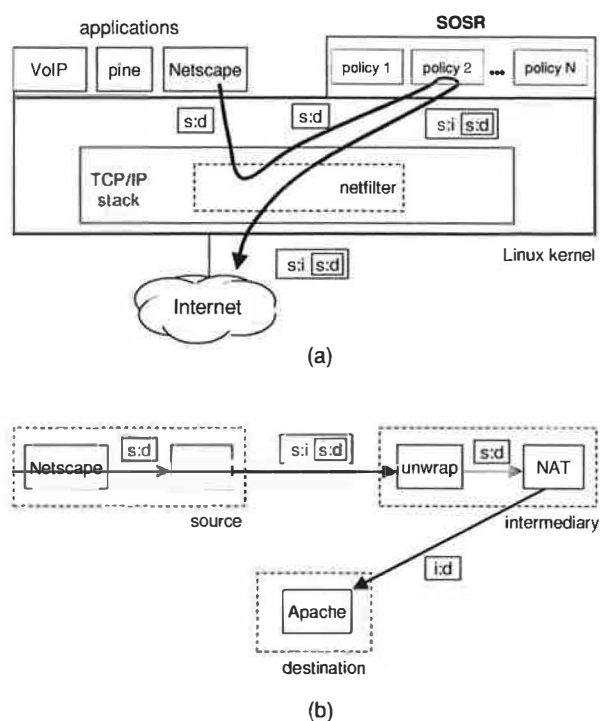 applications
SOSR
VoIP
pine
Netscape
policy 1
policy 2
...
policy N
s:d
s:d
s:i s:d
TCP/IP
stack
netfilter
Linux kernel
s:i s:d
Internet
(a)
Netscape
s:d
s:i s:d
unwrap
s:d
NAT
source
intermediary
i:d
Apache
destination
(b)